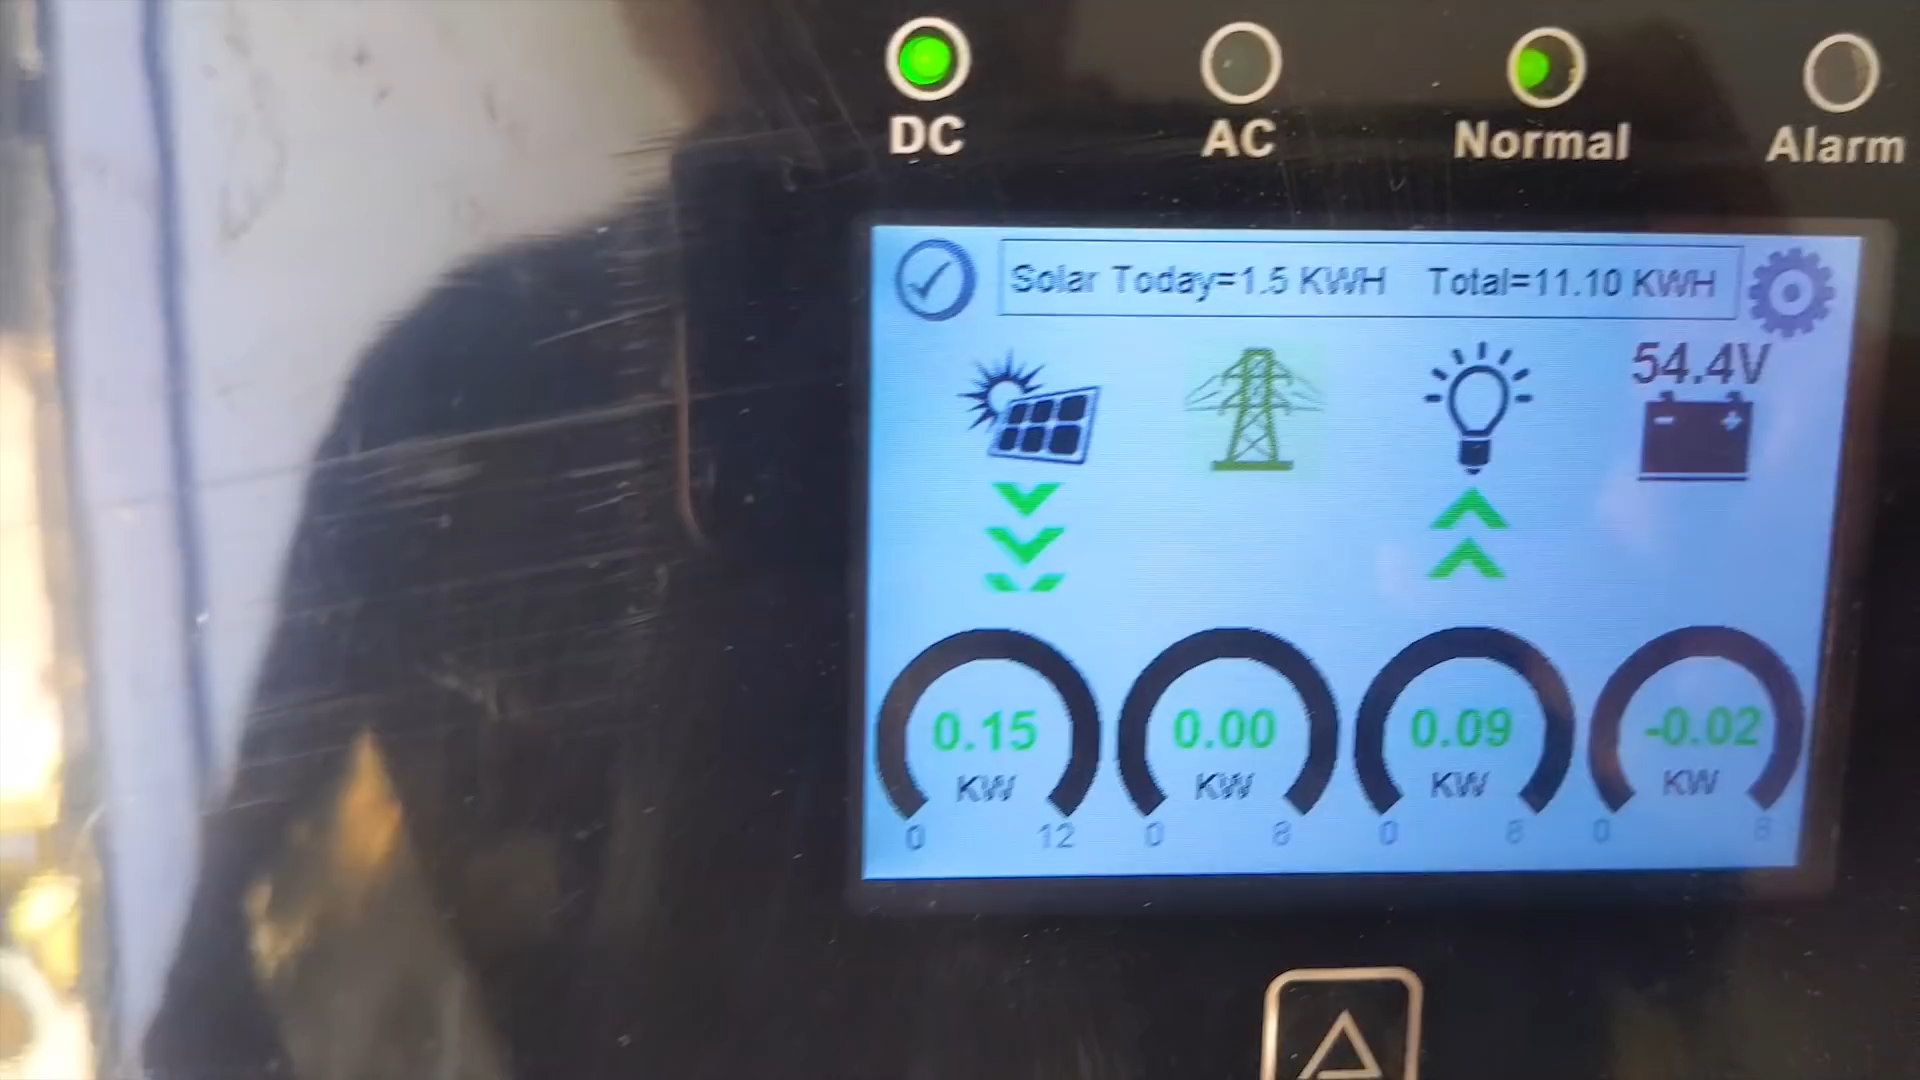 DC AC Normal Alarm
Solar Today=1.5 KWH Total=11.10 KWH
54.4V
0.15 0.00 0.09 -0.02
KW KW KW KW
0 12 0 8 0 8 0 8